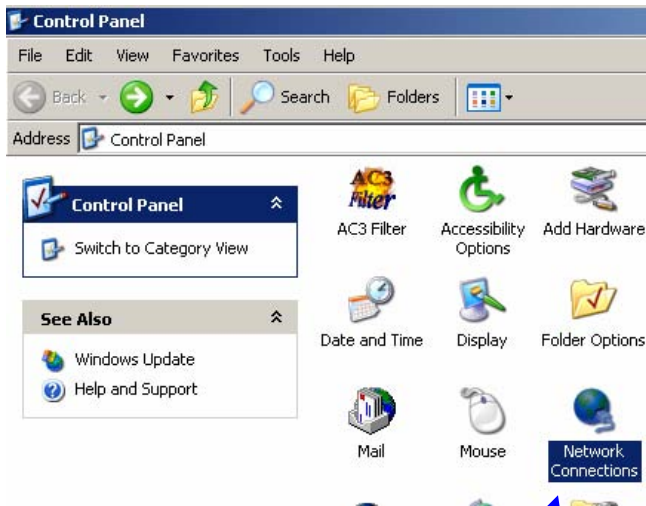 Control Panel
File Edit View Favorites Tools Help
Back Search Folders
Address Control Panel
Control Panel
Switch to Category View
See Also
Windows Update
Help and Support
AC3 Filter
AC3 Filter
Accessibility
Options
Add Hardware
Date and Time
Display
Folder Options
Mail
Mouse
Network
Connections